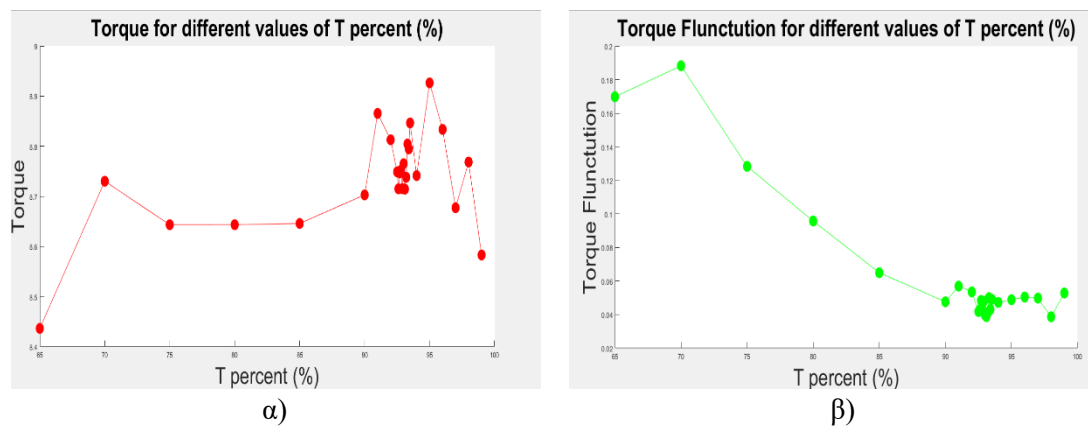 Torque for different values of T percent (%)
9
8.9
8.8
8.7
8.6
8.5
8.4
Torque
65 70 75 80 85 90 95 100
T percent (%)
α)
Torque Flunctution for different values of T percent (%)
0.2
0.18
0.16
0.14
0.12
0.1
0.08
0.06
0.04
0.02
Torque Flunctution
65 70 75 80 85 90 95 100
T percent (%)
β)